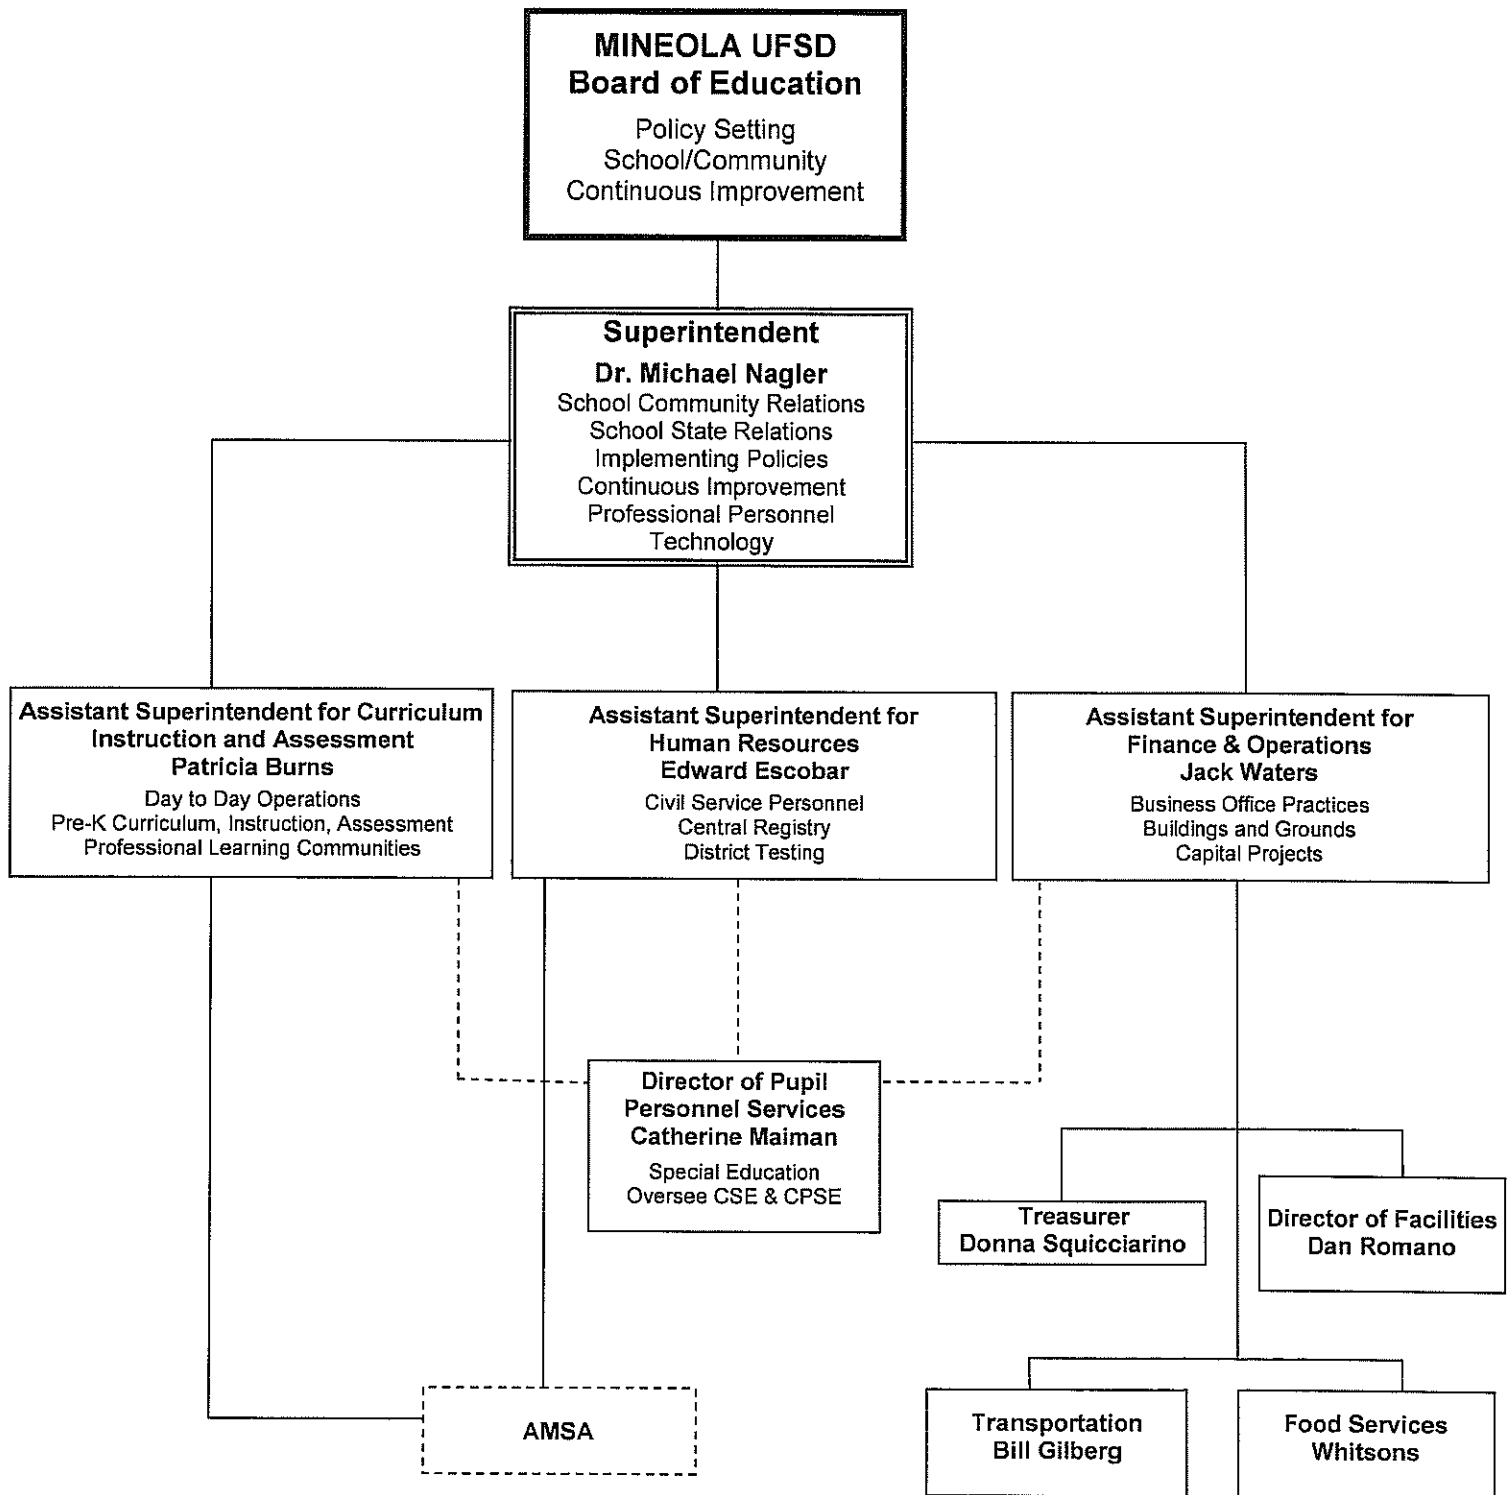 MINEOLA UFSD
Board of Education
Policy Setting
School/Community
Continuous Improvement
Superintendent
Dr. Michael Nagler
School Community Relations
School State Relations
Implementing Policies
Continuous Improvement
Professional Personnel
Technology
Assistant Superintendent for Curriculum
Instruction and Assessment
Patricia Burns
Day to Day Operations
Pre-K Curriculum, Instruction, Assessment
Professional Learning Communities
Assistant Superintendent for
Human Resources
Edward Escobar
Civil Service Personnel
Central Registry
District Testing
Assistant Superintendent for
Finance & Operations
Jack Waters
Business Office Practices
Buildings and Grounds
Capital Projects
Director of Pupil
Personnel Services
Catherine Maiman
Special Education
Oversee CSE & CPSE
Treasurer
Donna Squicciarino
Director of Facilities
Dan Romano
AMSA
Transportation
Bill Gilberg
Food Services
Whitsons